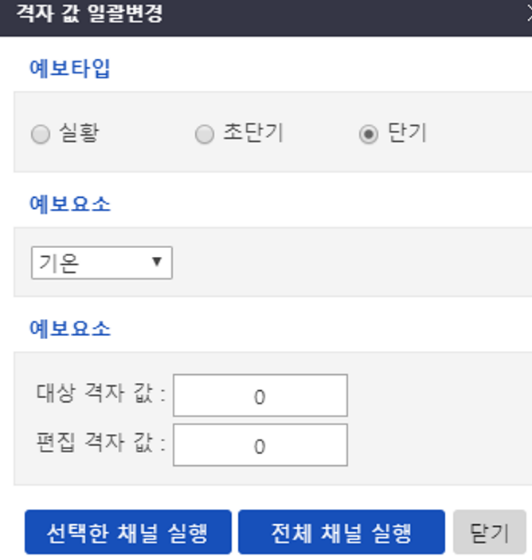 격자 값 일괄변경
예보타입
실황 초단기 단기
예보요소
기온
예보요소
대상 격자 값 : 0
편집 격자 값 : 0
선택한 채널 실행 전체 채널 실행 닫기